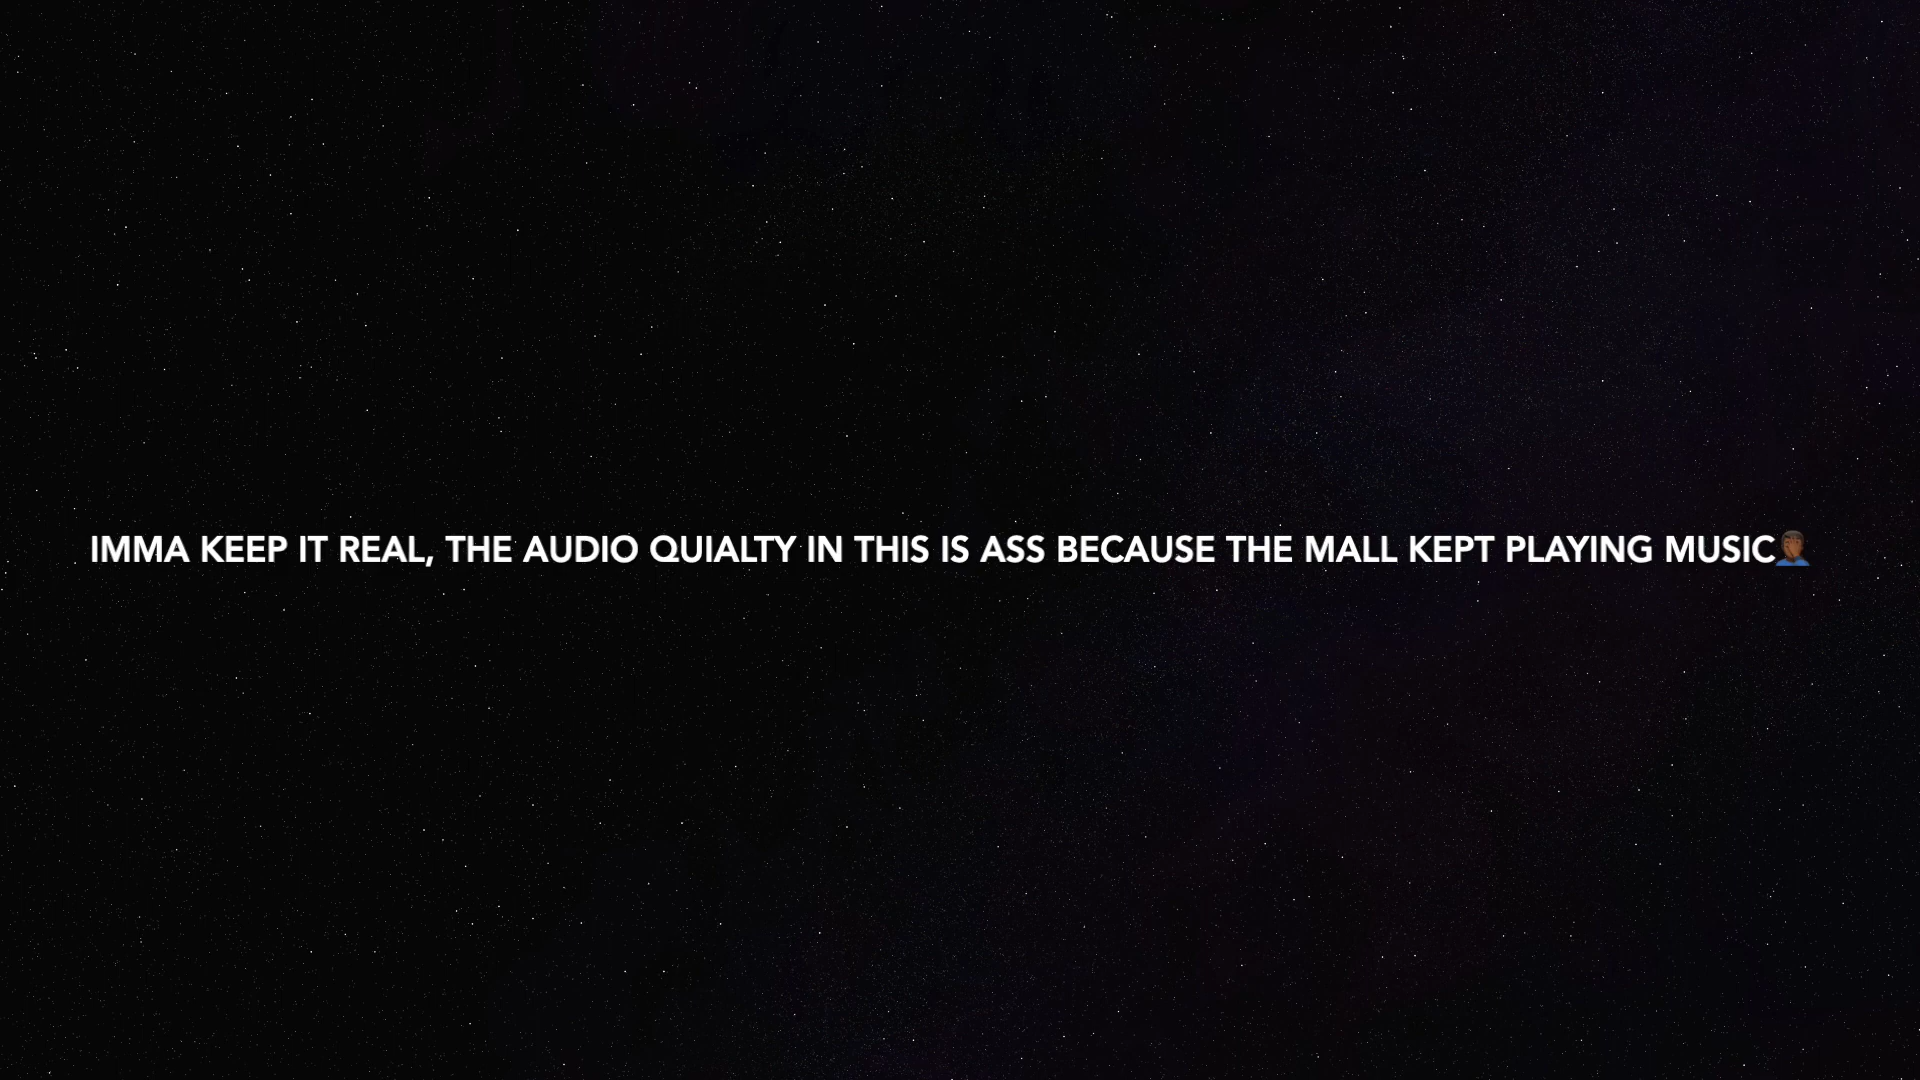 IMMA KEEP IT REAL, THE AUDIO QUIALTY IN THIS IS ASS BECAUSE THE MALL KEPT PLAYING MUSIC🤦🏾‍♂️